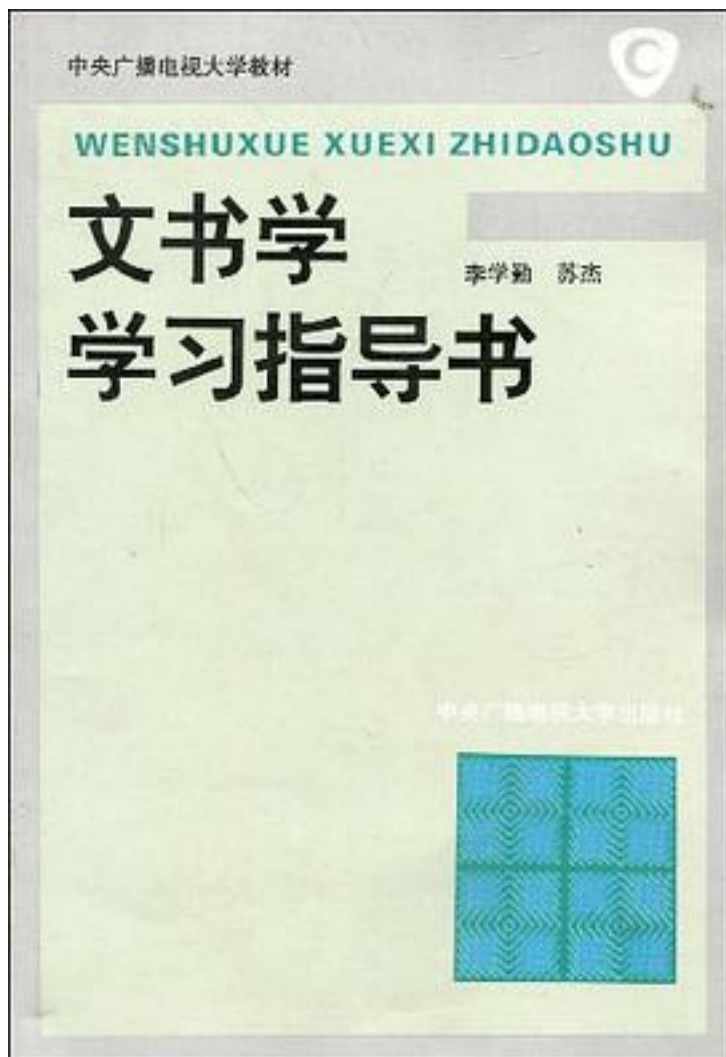 中央广播电视大学教材
C
WENSHUXUE XUEXI ZHIDAOSHU
文书学
李学勤 苏杰
学习指导书
中央广播电视大学出版社